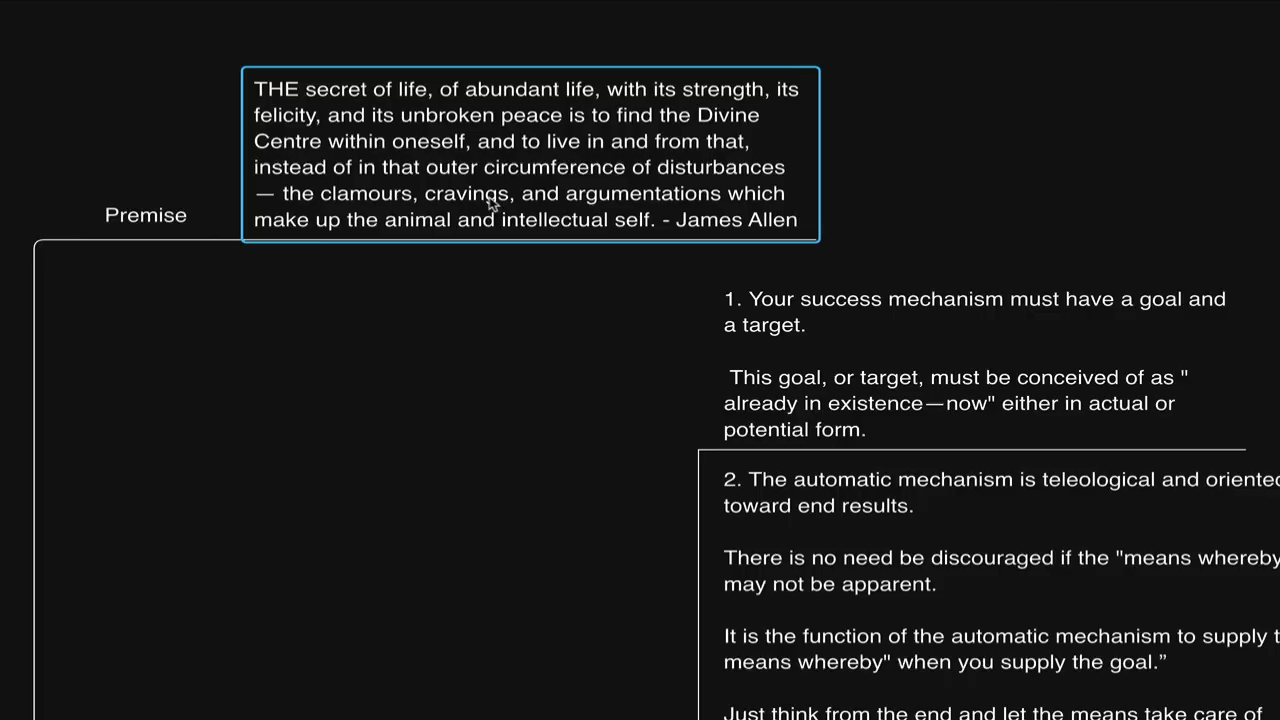 THE secret of life, of abundant life, with its strength, its
felicity, and its unbroken peace is to find the Divine
Centre within oneself, and to live in and from that,
instead of in that outer circumference of disturbances
— the clamours, cravings, and argumentations which
make up the animal and intellectual self. - James Allen
Premise
1. Your success mechanism must have a goal and
a target.
This goal, or target, must be conceived of as "
already in existence—now" either in actual or
potential form.
2. The automatic mechanism is teleological and oriented
toward end results.
There is no need be discouraged if the "means whereby
may not be apparent.
It is the function of the automatic mechanism to supply t
means whereby" when you supply the goal.”
Just think from the end and let the means take care of